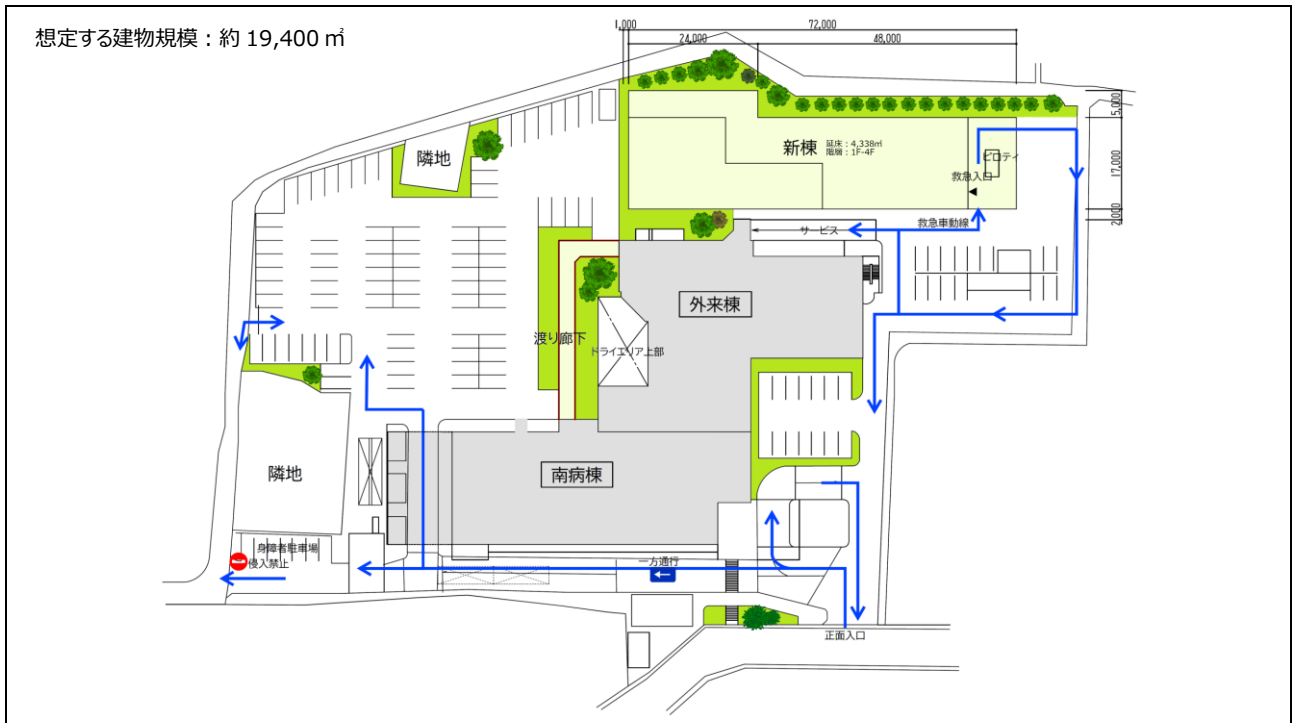 想定する建物規模：約 19,400 ㎡
1,000
72,000
24,000
48,000
5,000
17,000
2,000
新棟
延床：4,338㎡
階層：1F-4F
ピロティ
救急入口
救急車動線
サービス
隣地
外来棟
渡り廊下
ドライエリア上部
隣地
南病棟
身障者駐車場
侵入禁止
一方通行
正面入口